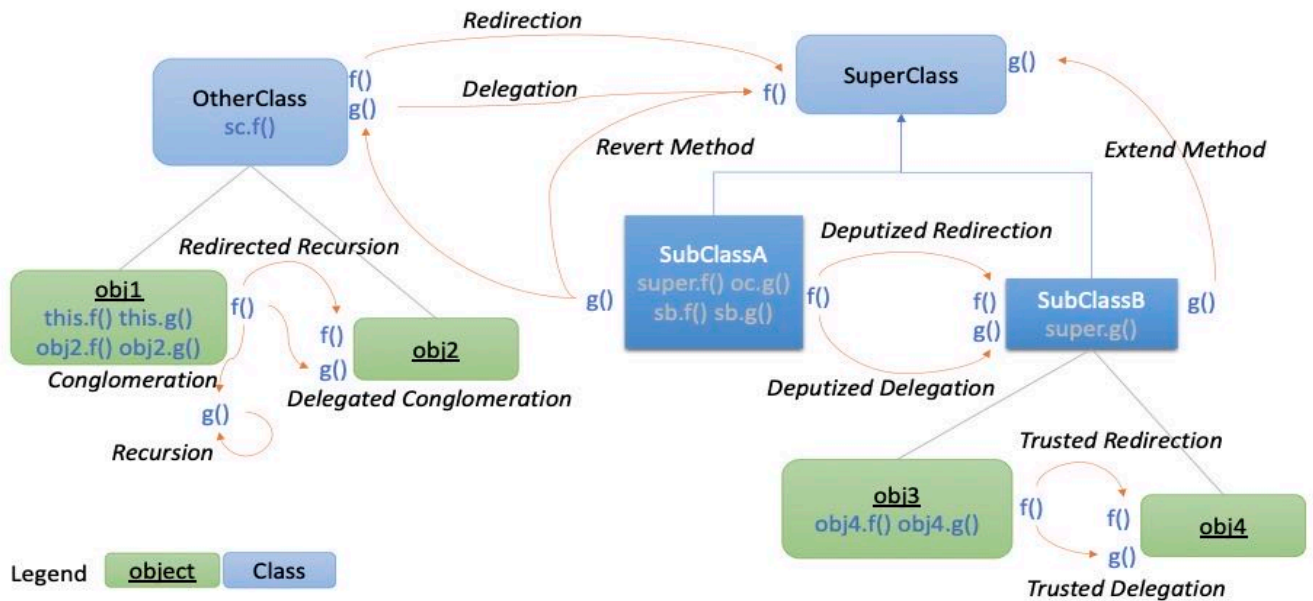 Redirection
f()
OtherClass
sc.f()
g()
Delegation
f()
SuperClass
g()
Revert Method
Extend Method
Redirected Recursion
obj1
this.f() this.g()
obj2.f() obj2.g()
f()
f()
g()
obj2
Conglomeration
Delegated Conglomeration
g()
Recursion
g()
SubClassA
super.f() oc.g()
sb.f() sb.g()
f()
Deputized Redirection
f()
g()
SubClassB
super.g()
g()
Deputized Delegation
Trusted Redirection
obj3
obj4.f() obj4.g()
f()
f()
g()
obj4
Trusted Delegation
Legend
object
Class